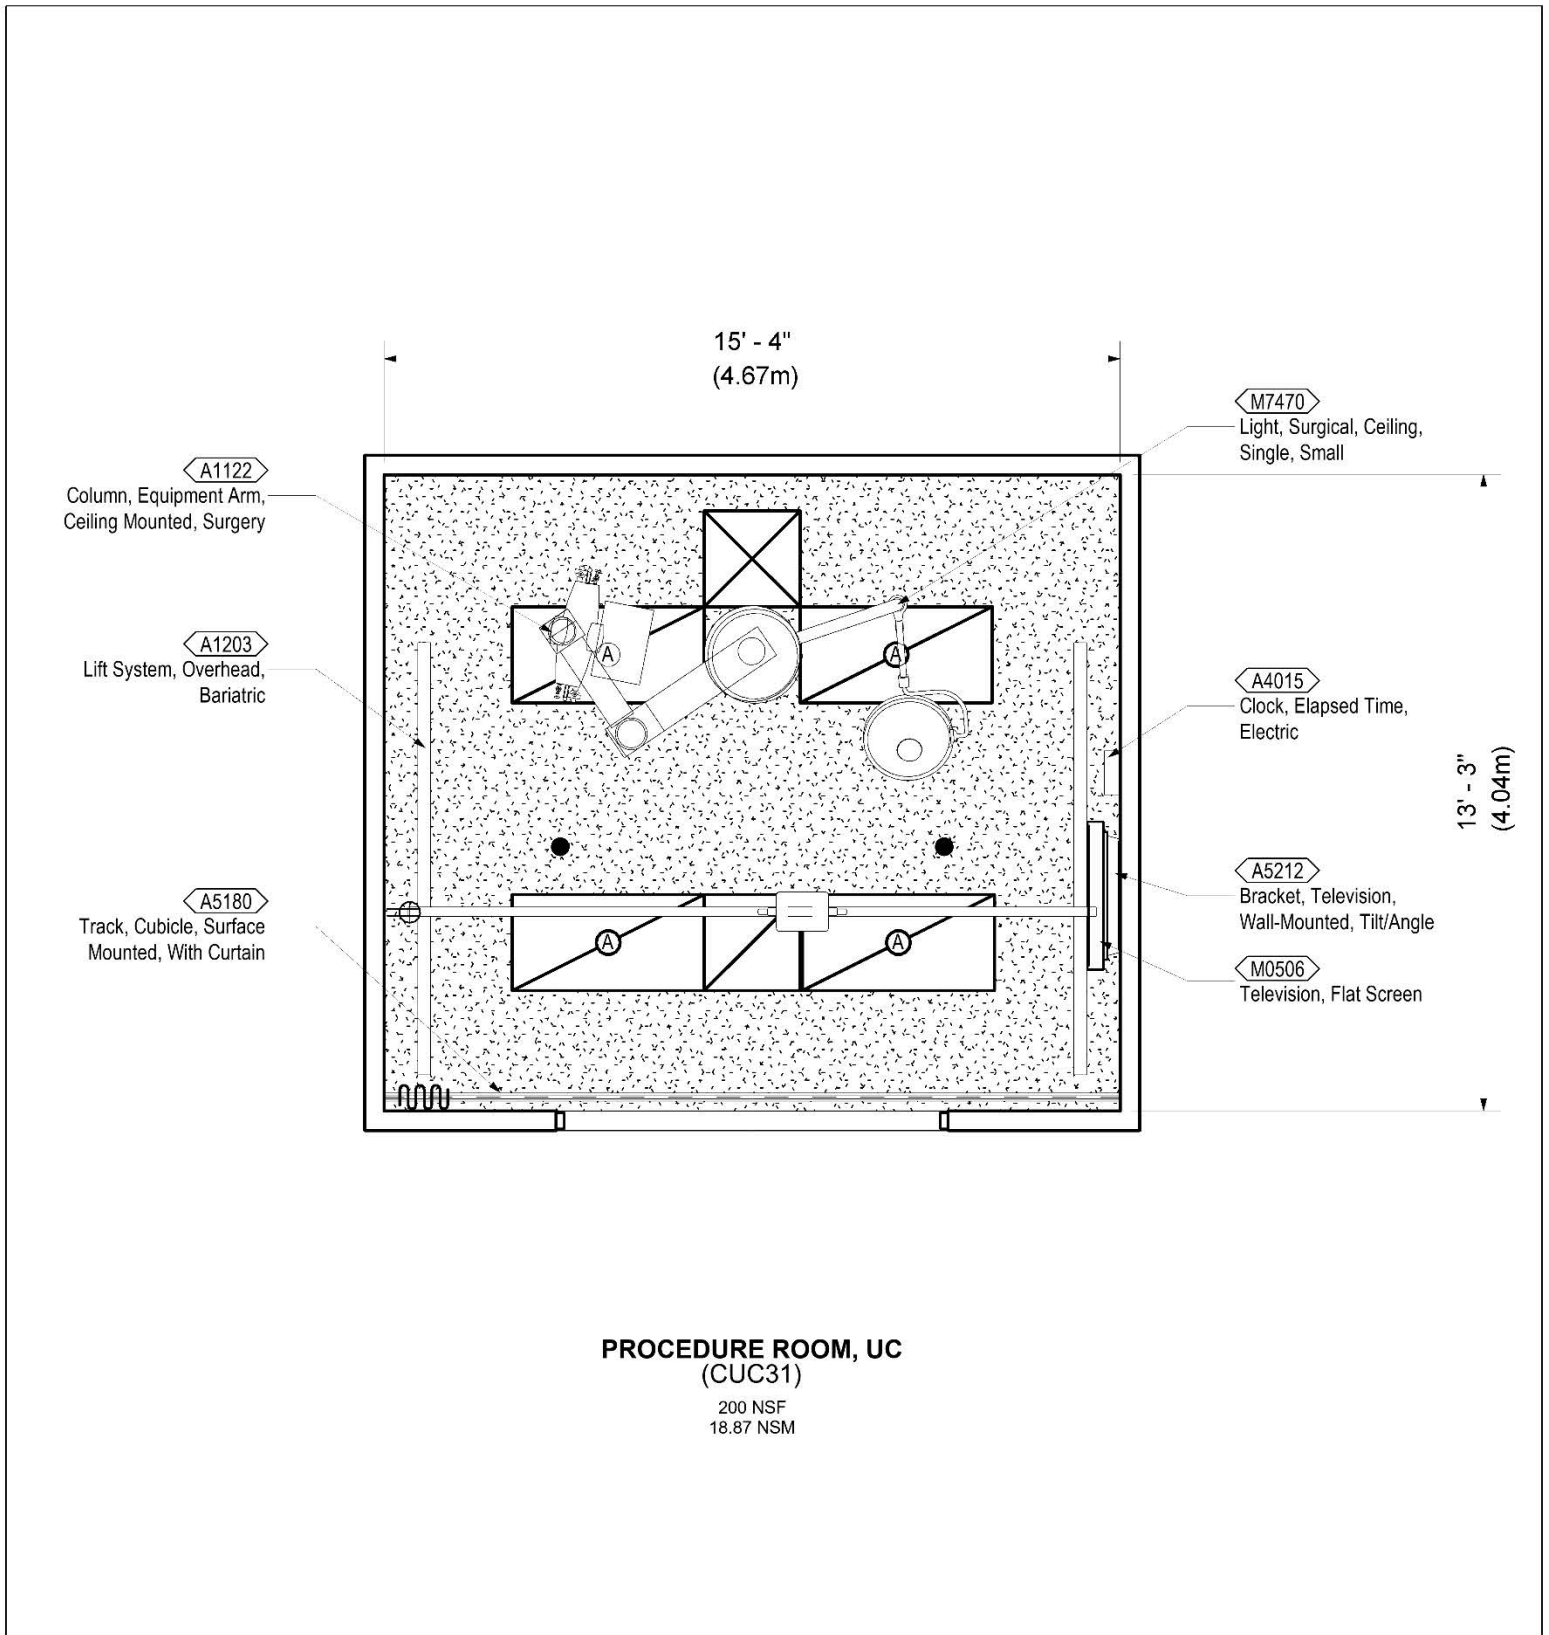 15' - 4"
(4.67m)
M7470
Light, Surgical, Ceiling,
Single, Small
A1122
Column, Equipment Arm,
Ceiling Mounted, Surgery
A1203
Lift System, Overhead,
Bariatric
A
A
A4015
Clock, Elapsed Time,
Electric
13' - 3"
(4.04m)
A5212
Bracket, Television,
Wall-Mounted, Tilt/Angle
A5180
Track, Cubicle, Surface
Mounted, With Curtain
A
A
M0506
Television, Flat Screen
PROCEDURE ROOM, UC
(CUC31)
200 NSF
18.87 NSM